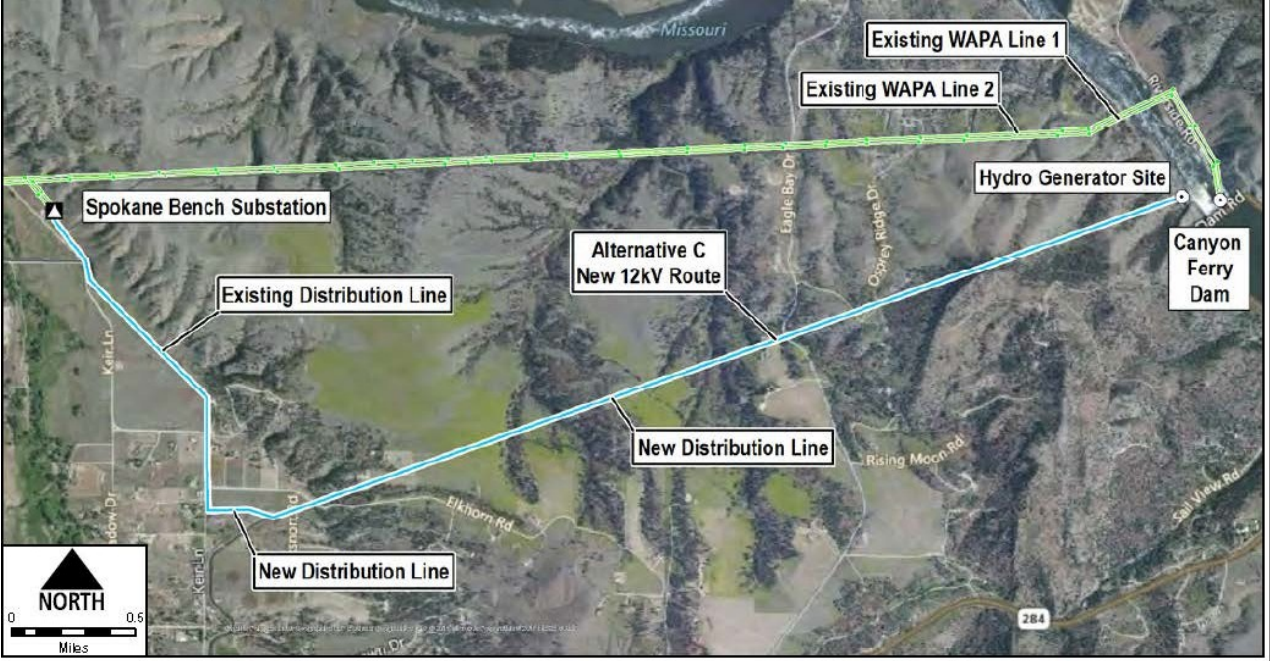 Missouri
Existing WAPA Line 1
Existing WAPA Line 2
Riverside Rd
Hydro Generator Site
Eagle Bay Dr
Osprey Ridge Dr
Dam Rd
Spokane Bench Substation
Canyon
Ferry
Dam
Alternative C
New 12kV Route
Existing Distribution Line
Keir Ln
New Distribution Line
Rising Moon Rd
Sail View Rd
Elkhorn Rd
Keir Ln
New Distribution Line
NORTH
0 0.5
Miles
284